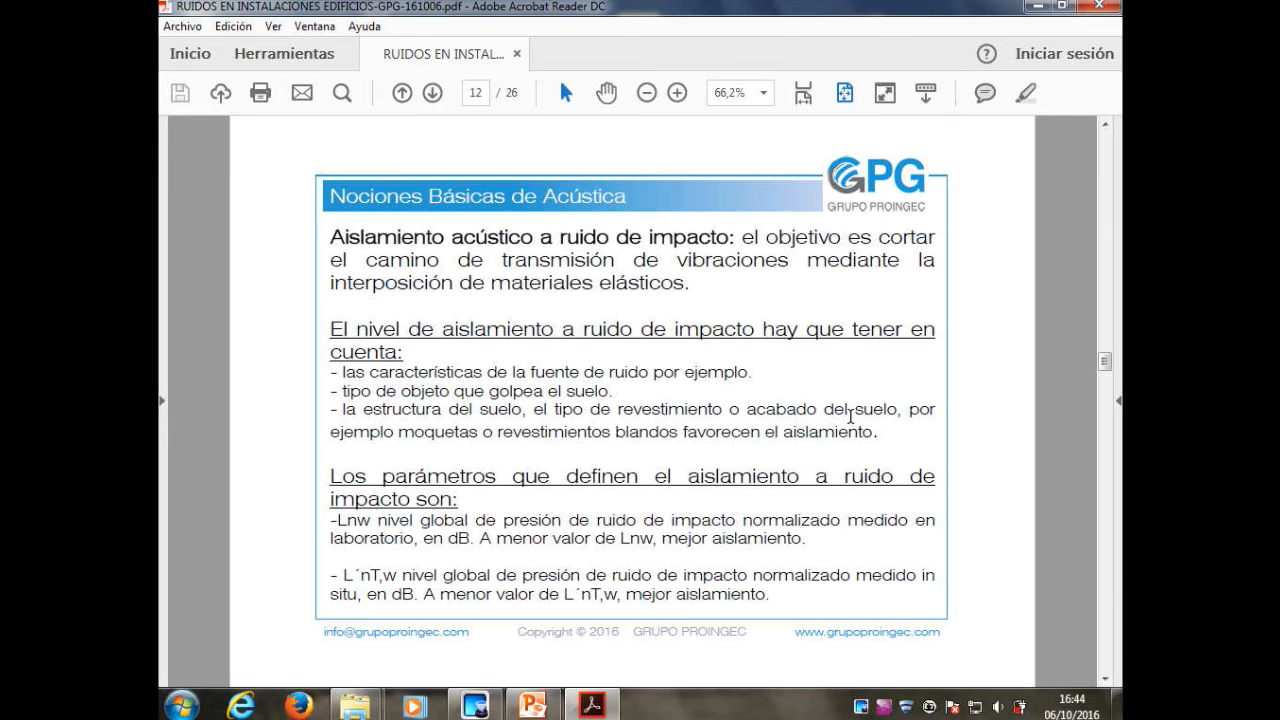 RUIDOS EN INSTALACIONES EDIFICIOS-GPG-161006.pdf - Adobe Acrobat Reader DC
Archivo Edición Ver Ventana Ayuda
Inicio Herramientas RUIDOS EN INSTAL... × Iniciar sesión
12 / 26 66,2%
GPG
GRUPO PROINGEC
Nociones Básicas de Acústica
Aislamiento acústico a ruido de impacto: el objetivo es cortar
el camino de transmisión de vibraciones mediante la
interposición de materiales elásticos.
El nivel de aislamiento a ruido de impacto hay que tener en
cuenta:
- las características de la fuente de ruido por ejemplo.
- tipo de objeto que golpea el suelo.
- la estructura del suelo, el tipo de revestimiento o acabado del suelo, por
ejemplo moquetas o revestimientos blandos favorecen el aislamiento.
Los parámetros que definen el aislamiento a ruido de
impacto son:
-Lnw nivel global de presión de ruido de impacto normalizado medido en
laboratorio, en dB. A menor valor de Lnw, mejor aislamiento.
- L´nT,w nivel global de presión de ruido de impacto normalizado medido in
situ, en dB. A menor valor de L´nT,w, mejor aislamiento.
info@grupoproingec.com Copyright © 2016 GRUPO PROINGEC www.grupoproingec.com
16:44
06/10/2016